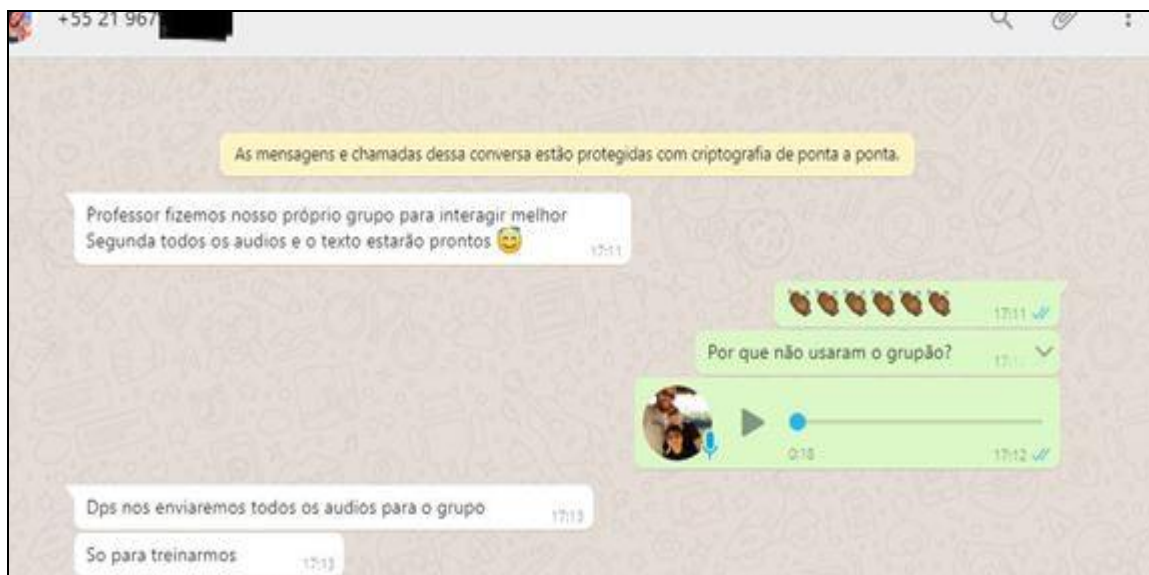 +55 21 967
As mensagens e chamadas dessa conversa estão protegidas com criptografia de ponta a ponta.
Professor fizemos nosso próprio grupo para interagir melhor
Segunda todos os audios e o texto estarão prontos 😇
17:11
👏🏾👏🏾👏🏾👏🏾👏🏾👏🏾 17:11
Por que não usaram o grupão?
0:18 17:12
Dps nos enviaremos todos os audios para o grupo 17:13
So para treinarmos 17:13